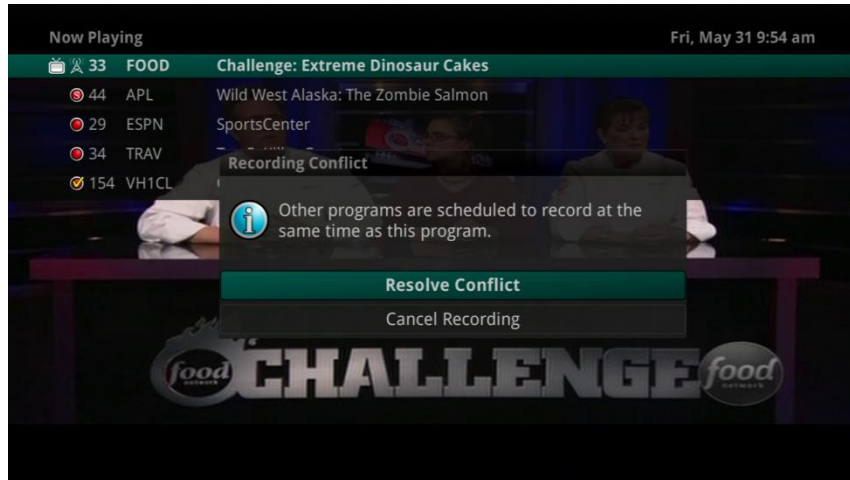 Now Playing Fri, May 31 9:54 am
33 FOOD Challenge: Extreme Dinosaur Cakes
S 44 APL Wild West Alaska: The Zombie Salmon
29 ESPN SportsCenter
34 TRAV
154 VH1CL
Recording Conflict
Other programs are scheduled to record at the
same time as this program.
Resolve Conflict
Cancel Recording
food network CHALLENGE food network